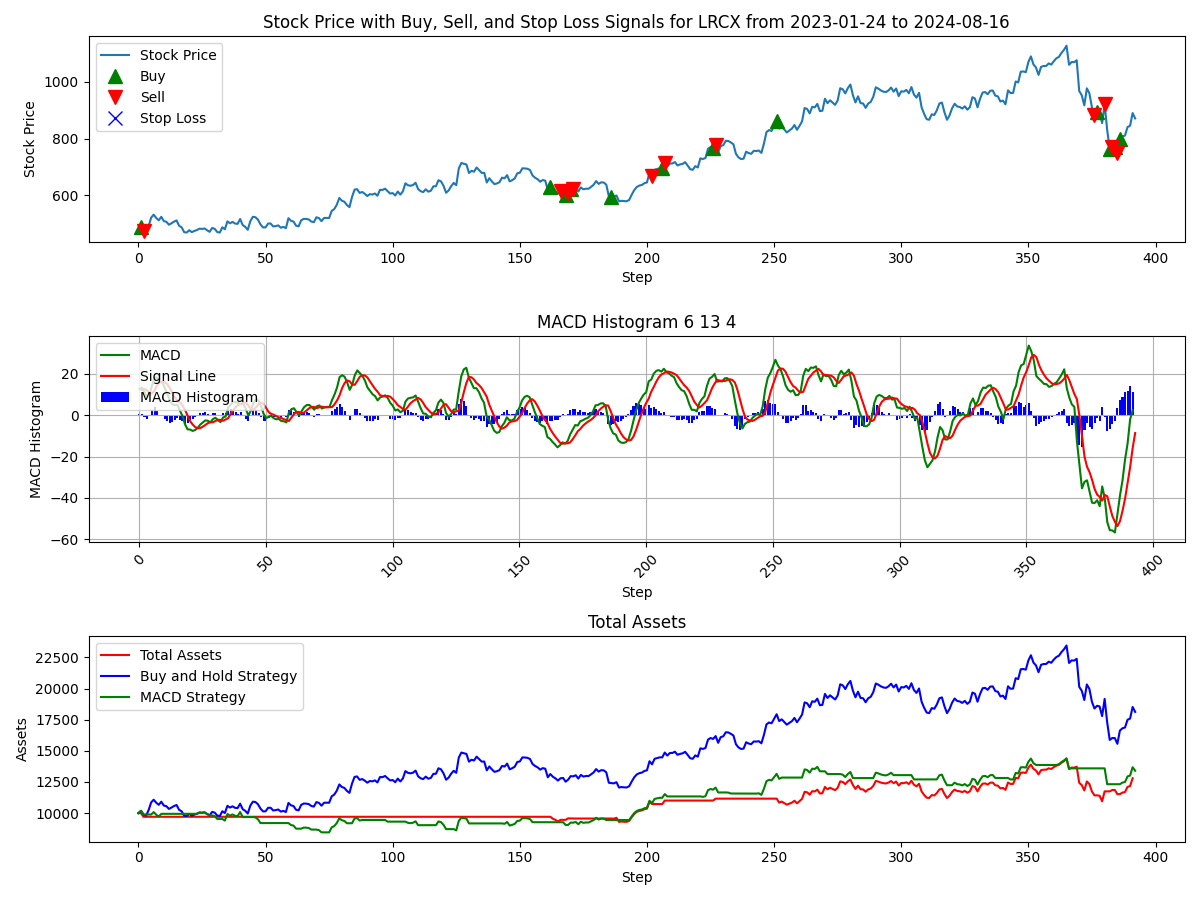 Stock Price with Buy, Sell, and Stop Loss Signals for LRCX from 2023-01-24 to 2024-08-16
Stock Price
1000
800
600
Stock Price
Buy
Sell
Stop Loss
0 50 100 150 200 250 300 350 400
Step
MACD Histogram 6 13 4
MACD Histogram
20
0
−20
−40
−60
MACD
Signal Line
MACD Histogram
0 50 100 150 200 250 300 350 400
Step
Total Assets
Assets
22500
20000
17500
15000
12500
10000
Total Assets
Buy and Hold Strategy
MACD Strategy
0 50 100 150 200 250 300 350 400
Step